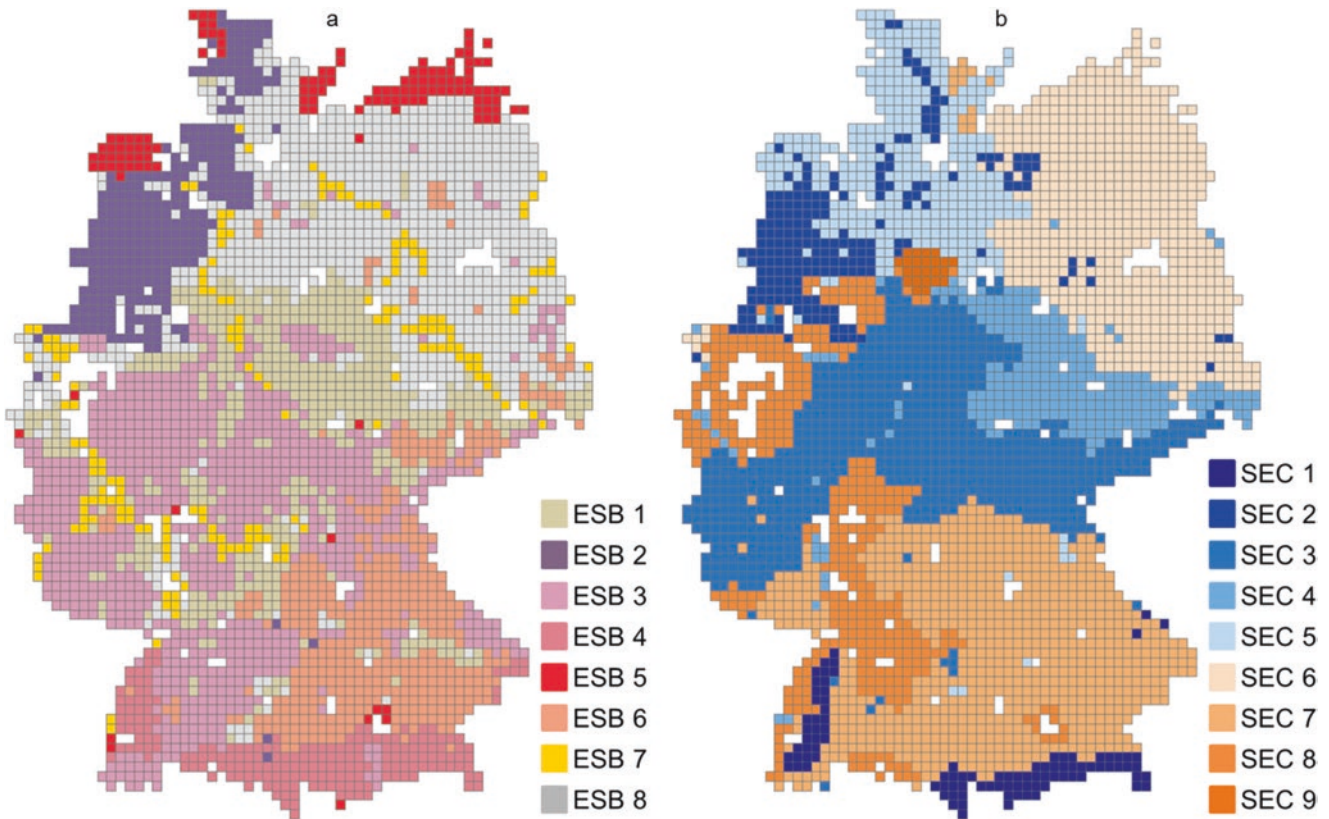 a
b
ESB 1
ESB 2
ESB 3
ESB 4
ESB 5
ESB 6
ESB 7
ESB 8
SEC 1
SEC 2
SEC 3
SEC 4
SEC 5
SEC 6
SEC 7
SEC 8
SEC 9